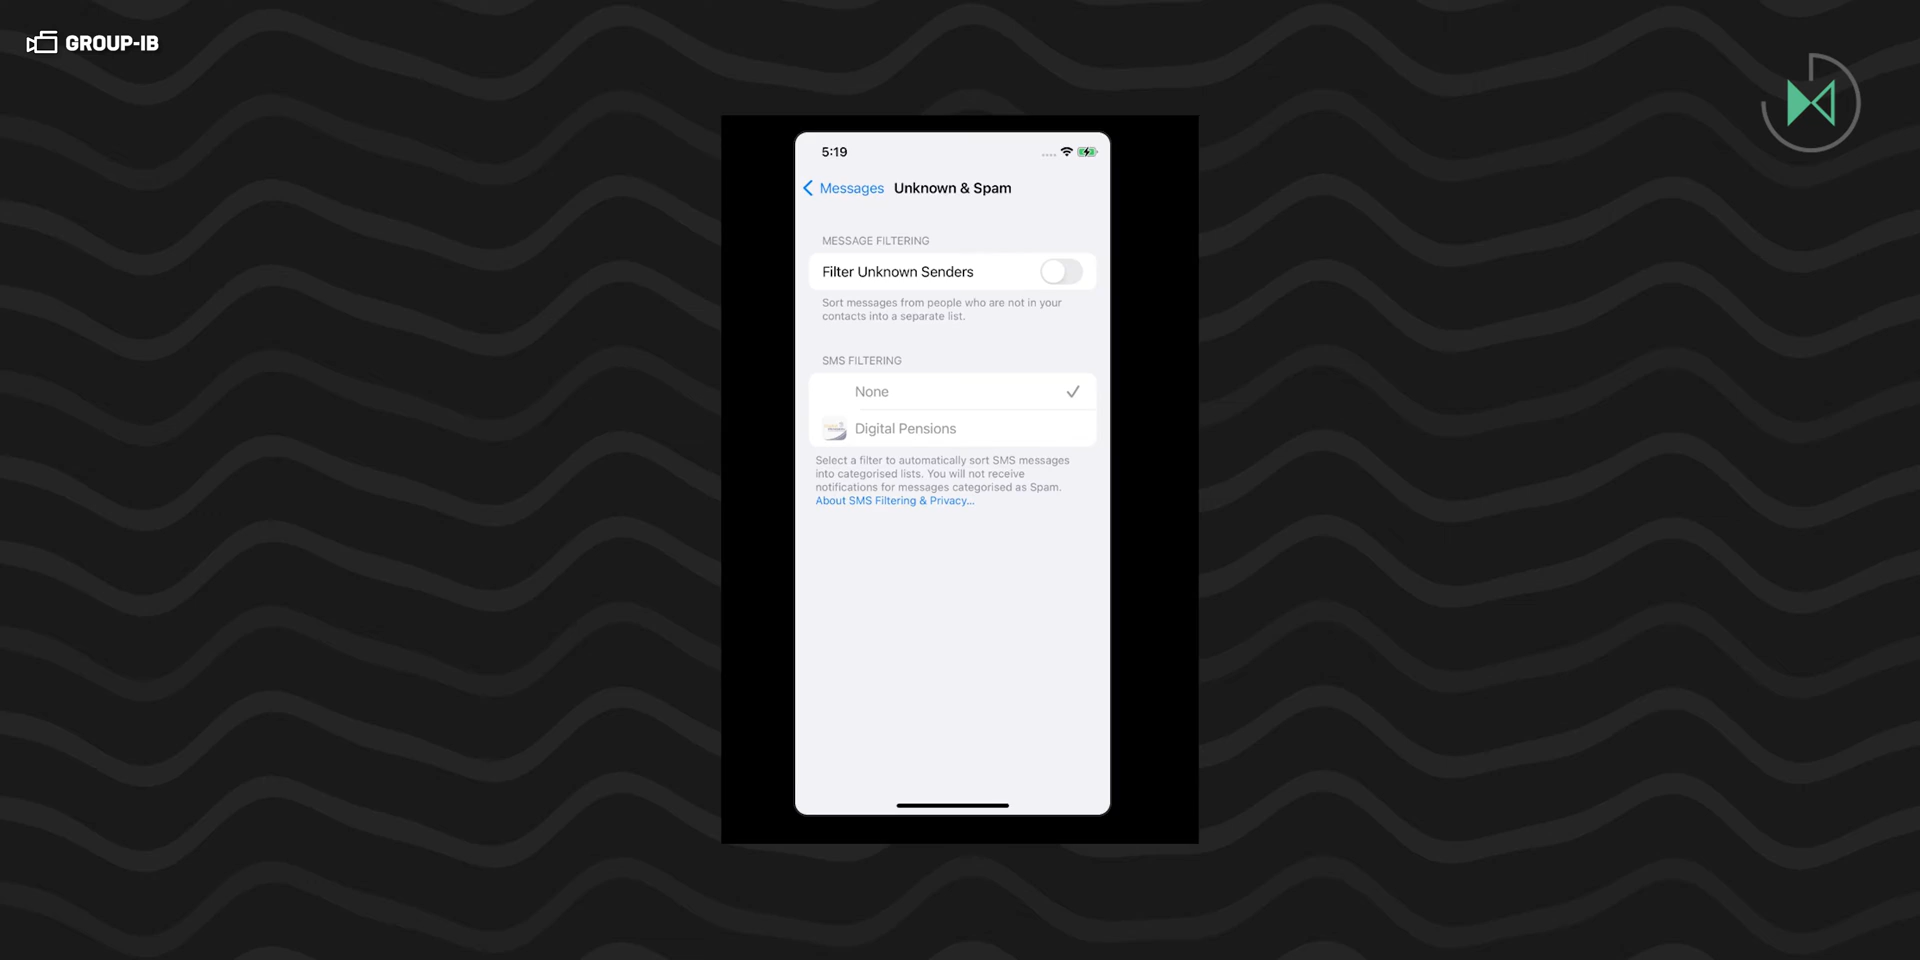 GROUP-IB
5:19
Messages Unknown & Spam
MESSAGE FILTERING
Filter Unknown Senders
Sort messages from people who are not in your
contacts into a separate list.
SMS FILTERING
None
Digital Pensions
Select a filter to automatically sort SMS messages
into categorised lists. You will not receive
notifications for messages categorised as Spam.
About SMS Filtering & Privacy...